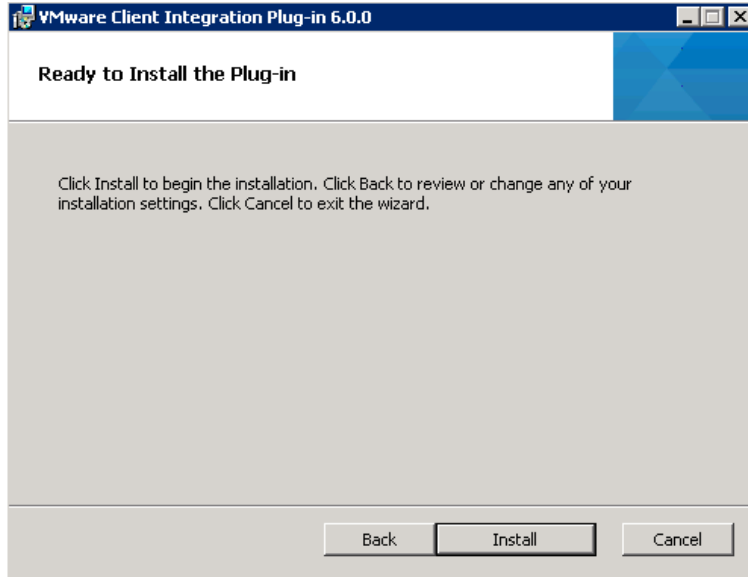 VMware Client Integration Plug-in 6.0.0
Ready to Install the Plug-in
Click Install to begin the installation. Click Back to review or change any of your
installation settings. Click Cancel to exit the wizard.
Back Install Cancel